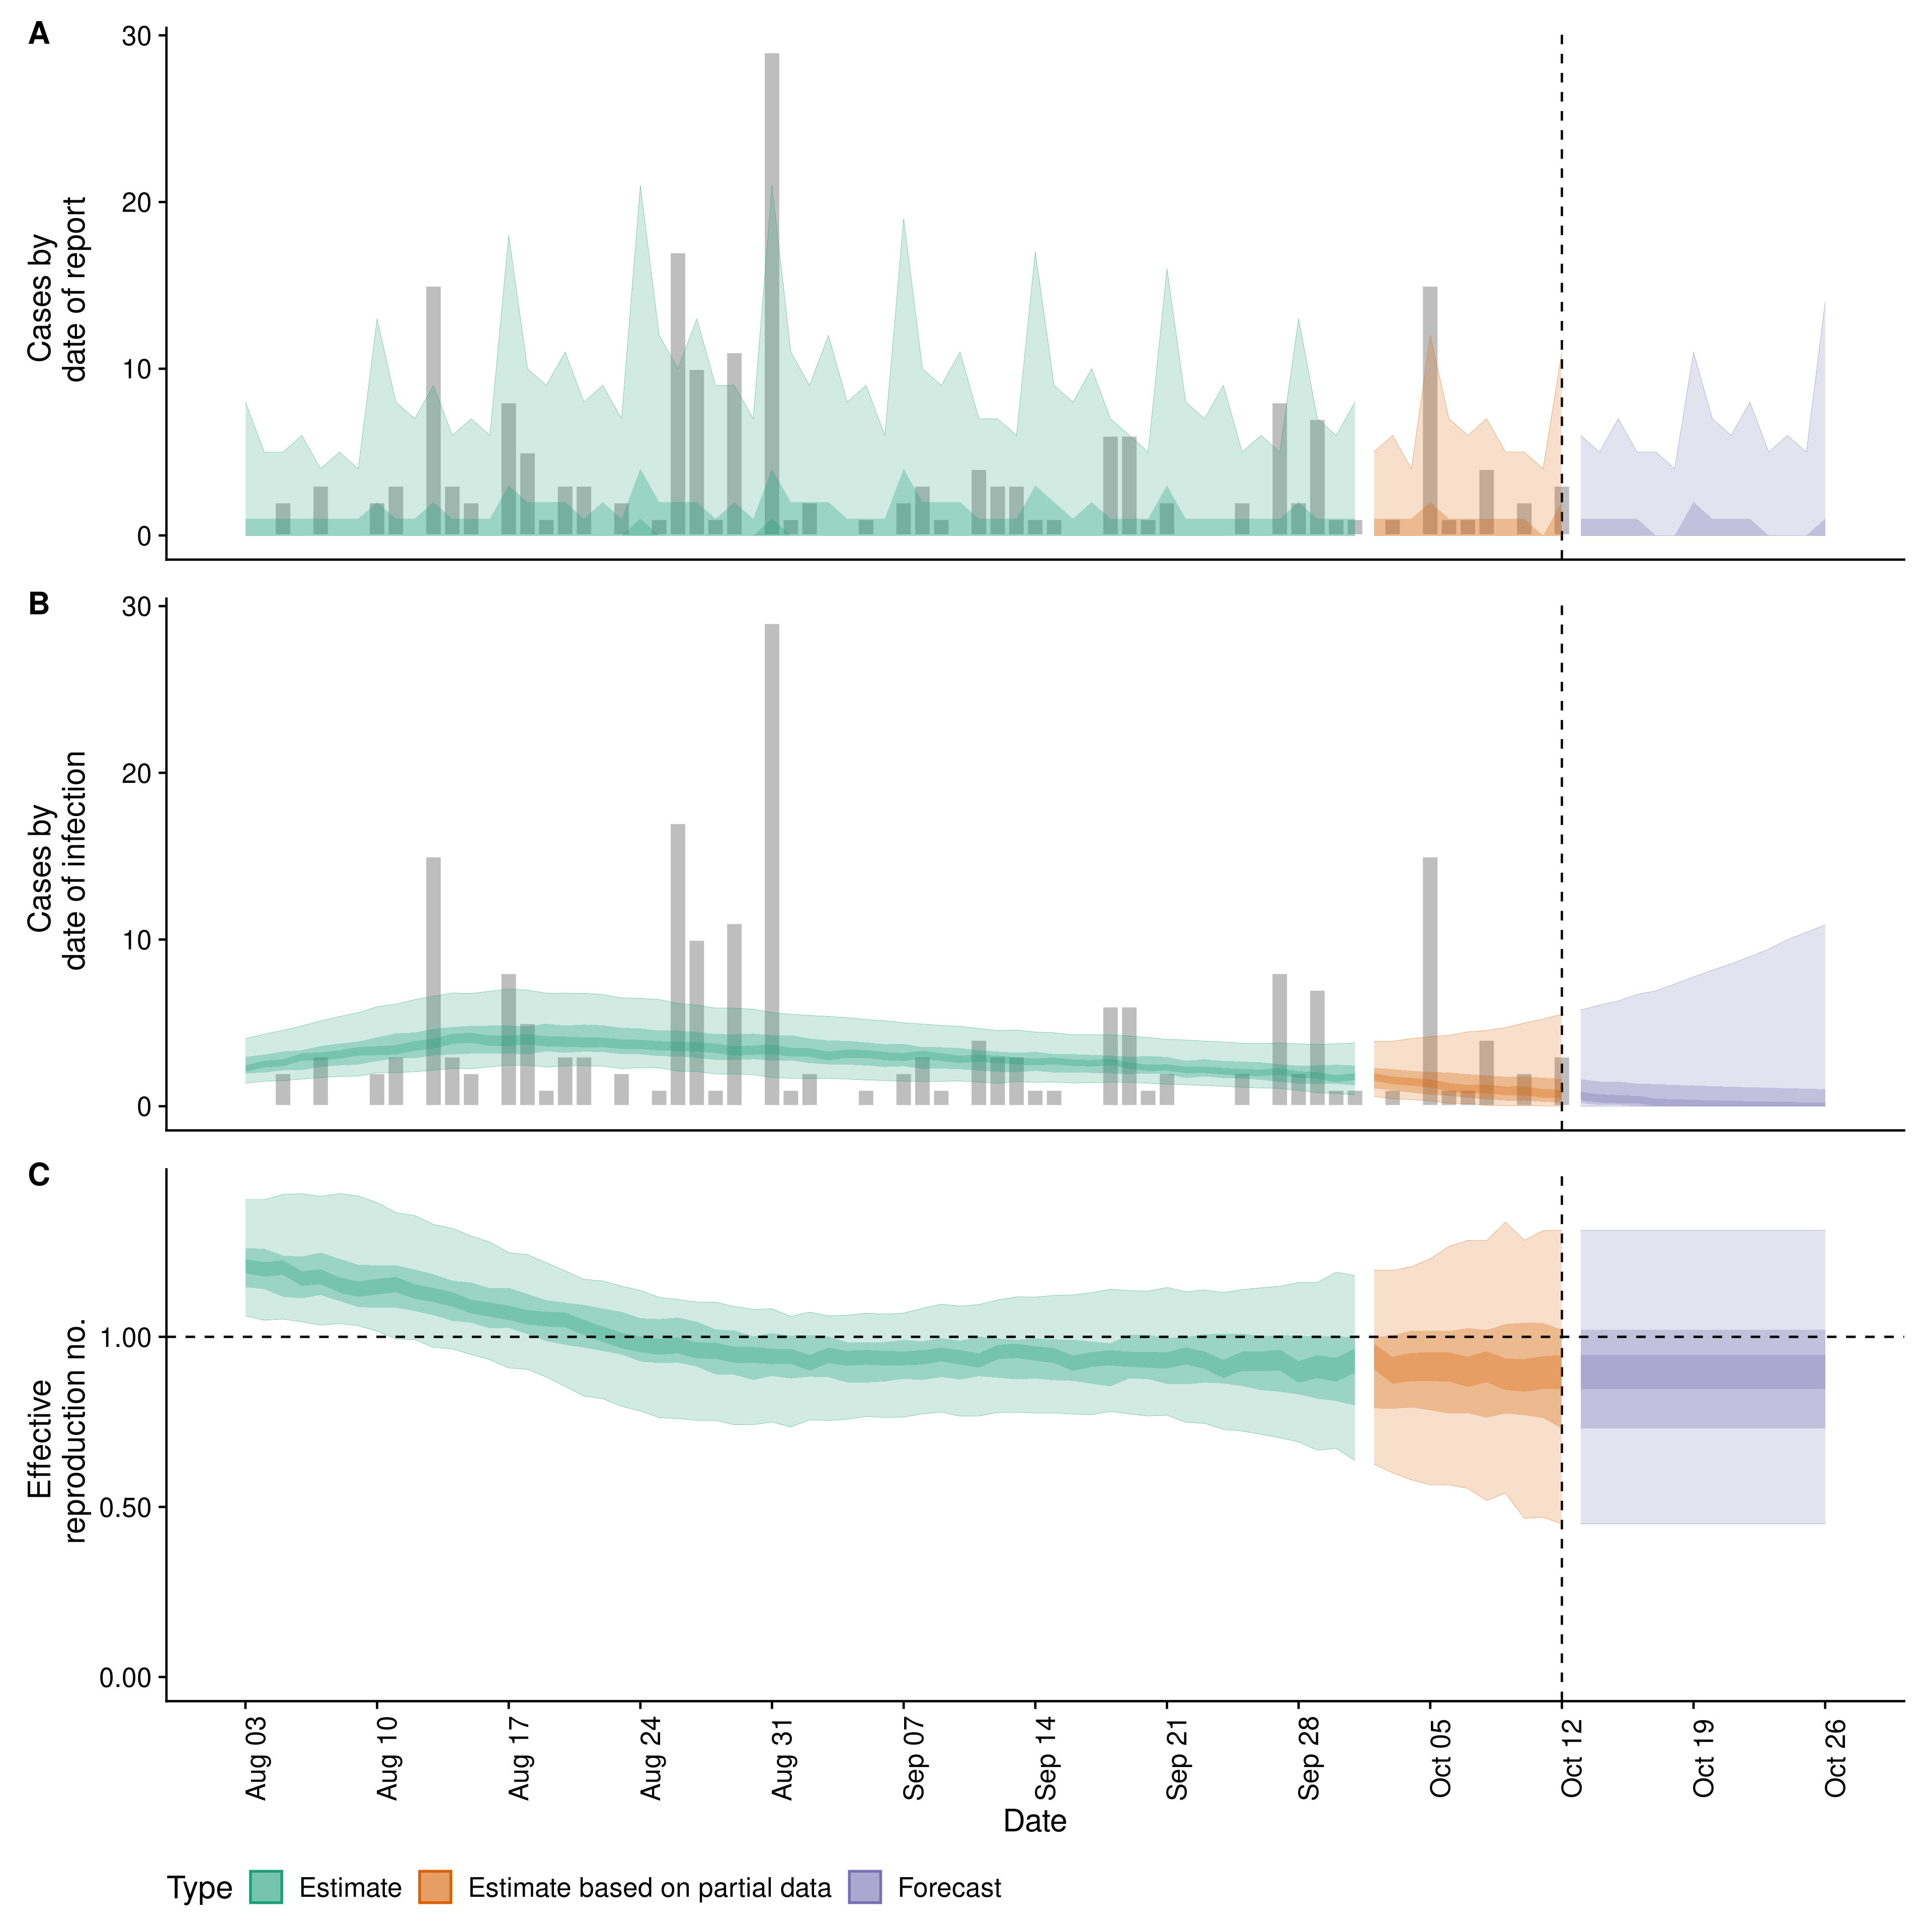 A
30
20
10
0
Cases by
date of report
B
30
20
10
0
Cases by
date of infection
C
1.00
0.50
0.00
Effective
reproduction no.
Aug 03
Aug 10
Aug 17
Aug 24
Aug 31
Sep 07
Sep 14
Sep 21
Sep 28
Oct 05
Oct 12
Oct 19
Oct 26
Date
Type Estimate Estimate based on partial data Forecast